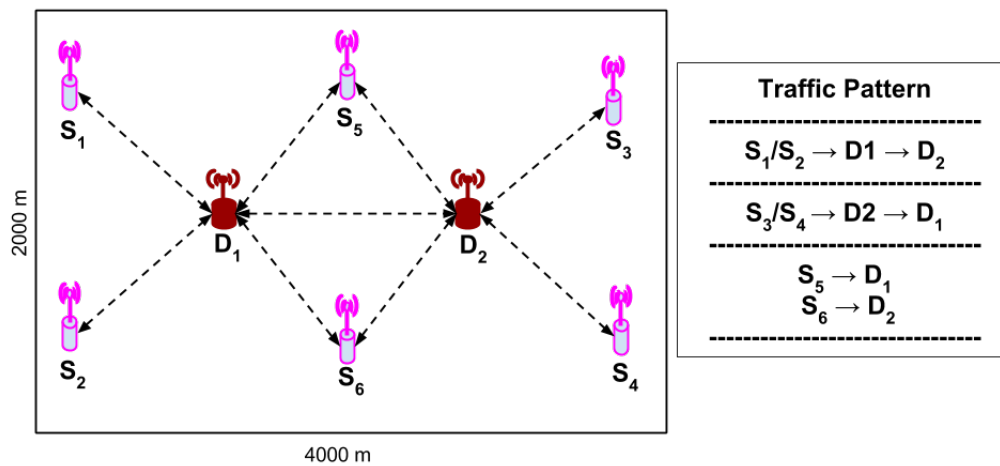 S₁
S₅
S₃
D₁
D₂
S₂
S₆
S₄
2000 m
4000 m
Traffic Pattern
S₁/S₂ → D1 → D₂
S₃/S₄ → D2 → D₁
S₅ → D₁
S₆ → D₂